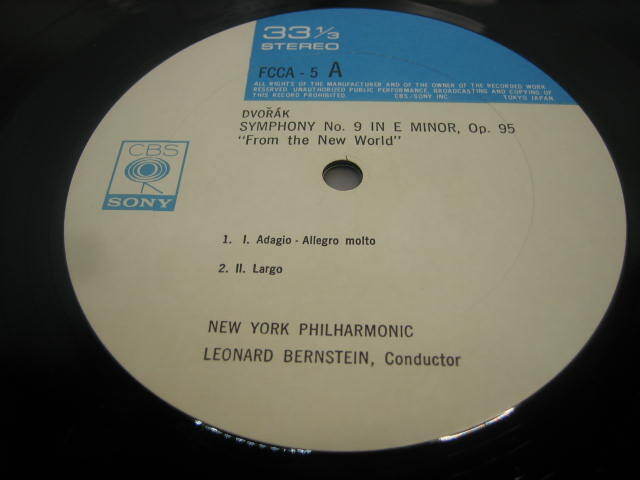 33 1/3
STEREO
FCCA - 5 A
ALL RIGHTS OF THE MANUFACTURER AND OF THE OWNER OF THE RECORDED WORK
RESERVED. UNAUTHORIZED PUBLIC PERFORMANCE, BROADCASTING AND COPYING OF
THIS RECORD PROHIBITED. CBS/SONY INC. TOKYO JAPAN
DVOŘÁK
SYMPHONY No. 9 IN E MINOR, Op. 95
"From the New World"
CBS
SONY
1. I. Adagio - Allegro molto
2. II. Largo
NEW YORK PHILHARMONIC
LEONARD BERNSTEIN, Conductor